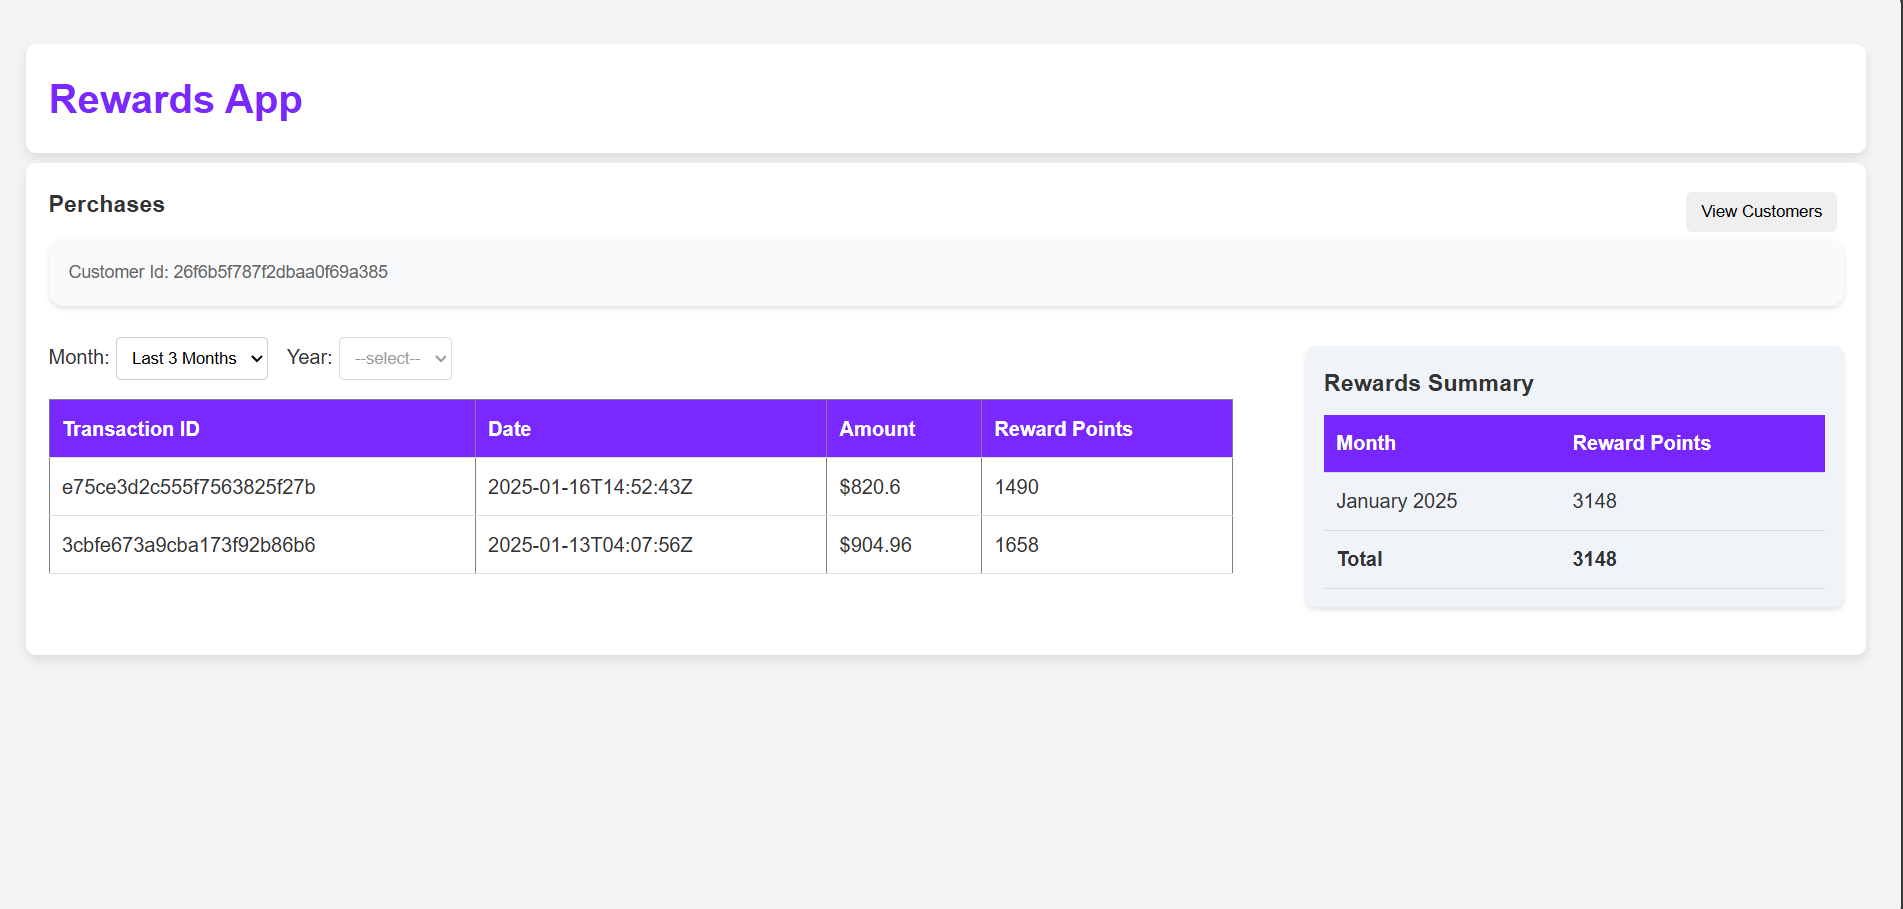 Rewards App
Perchases
View Customers
Customer Id: 26f6b5f787f2dbaa0f69a385
Month: Last 3 Months Year: --select--
Transaction ID Date Amount Reward Points
e75ce3d2c555f7563825f27b 2025-01-16T14:52:43Z $820.6 1490
3cbfe673a9cba173f92b86b6 2025-01-13T04:07:56Z $904.96 1658
Rewards Summary
Month Reward Points
January 2025 3148
Total 3148